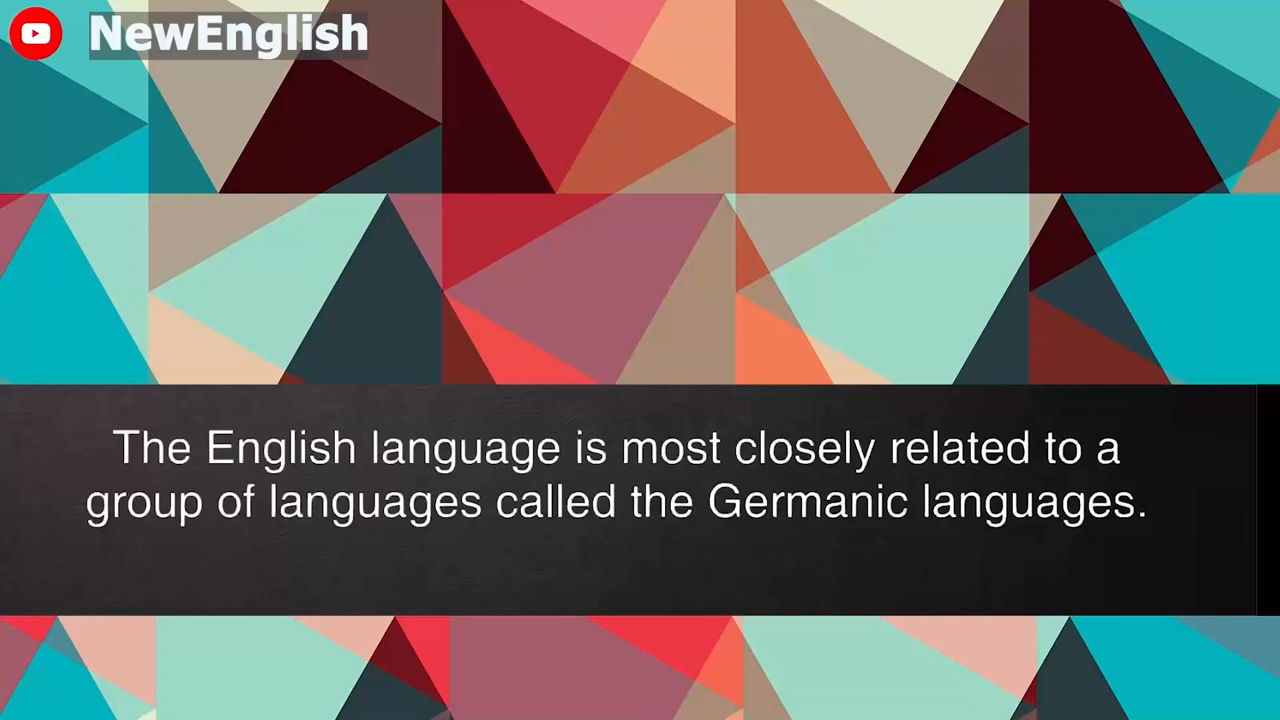 NewEnglish
The English language is most closely related to a
group of languages called the Germanic languages.